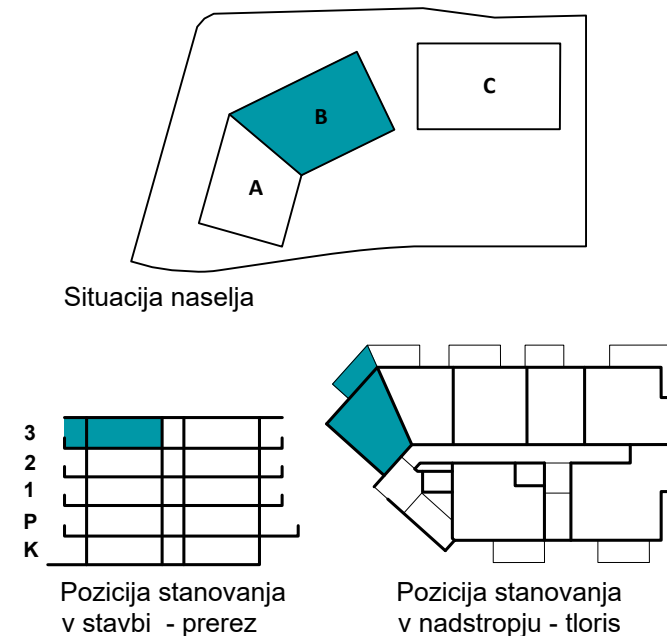 C
B
A
Situacija naselja
3
2
1
P
K
Pozicija stanovanja
v stavbi - prerez
Pozicija stanovanja
v nadstropju - tloris